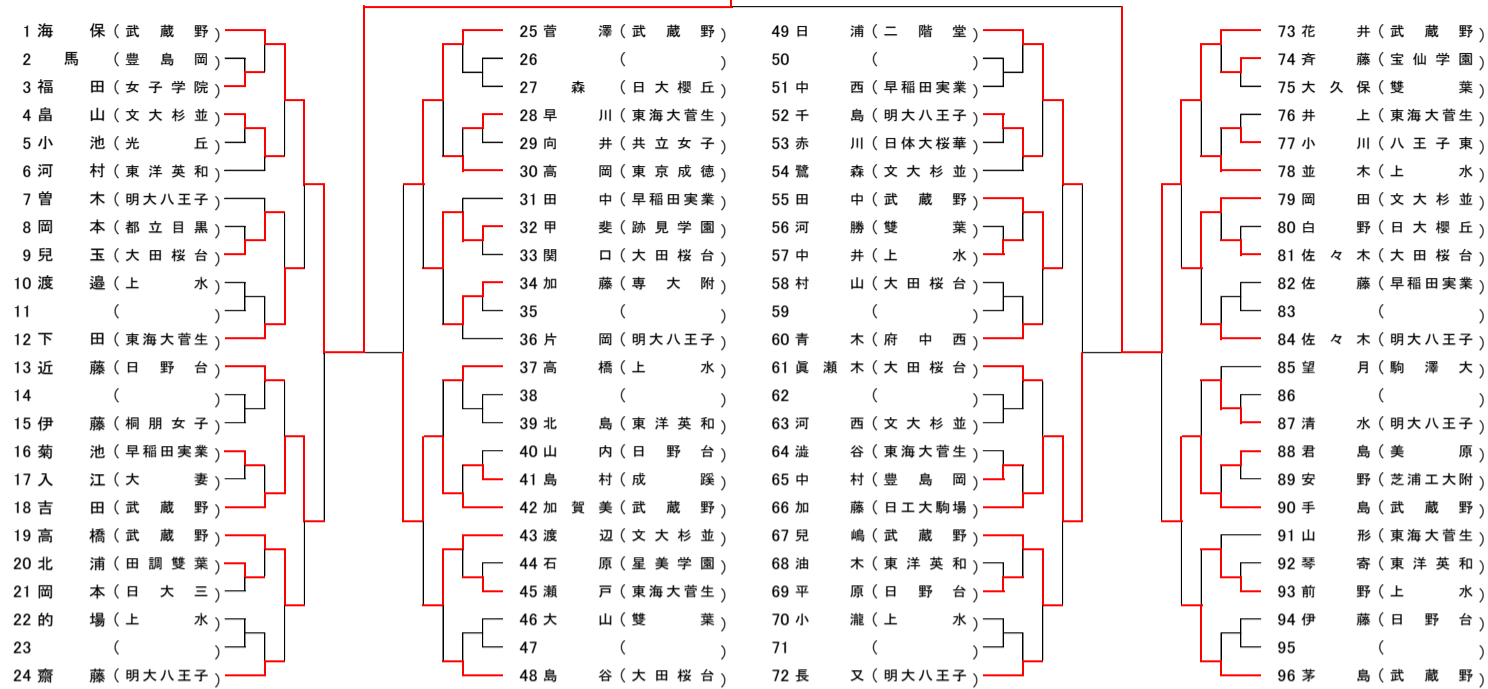 1 海 保 (武 蔵 野)
2 馬 (豊 島 岡)
3 福 田 (女子学院)
4 畠 山 (文大杉並)
5 小 池 (光 丘)
6 河 村 (東洋英和)
7 曽 木 (明大八王子)
8 岡 本 (都立目黒)
9 兒 玉 (大田桜台)
10 渡 邉 (上 水)
11 ( )
12 下 田 (東海大菅生)
13 近 藤 (日 野 台)
14 ( )
15 伊 藤 (桐朋女子)
16 菊 池 (早稲田実業)
17 入 江 (大 妻)
18 吉 田 (武 蔵 野)
19 高 橋 (武 蔵 野)
20 北 浦 (田調雙葉)
21 岡 本 (日 大 三)
22 的 場 (上 水)
23 ( )
24 齋 藤 (明大八王子)
25 菅 澤 (武 蔵 野)
26 ( )
27 森 (日大櫻丘)
28 早 川 (東海大菅生)
29 向 井 (共立女子)
30 高 岡 (東京成徳)
31 田 中 (早稲田実業)
32 甲 斐 (跡見学園)
33 関 口 (大田桜台)
34 加 藤 (専 大 附)
35 ( )
36 片 岡 (明大八王子)
37 高 橋 (上 水)
38 ( )
39 北 島 (東洋英和)
40 山 内 (日 野 台)
41 島 村 (成 蹊)
42 加 賀 美 (武 蔵 野)
43 渡 辺 (文大杉並)
44 石 原 (星美学園)
45 瀬 戸 (東海大菅生)
46 大 山 (雙 葉)
47 ( )
48 島 谷 (大田桜台)
49 日 浦 (二 階 堂)
50 ( )
51 中 西 (早稲田実業)
52 千 島 (明大八王子)
53 赤 川 (日体大桜華)
54 鷺 森 (文大杉並)
55 田 中 (武 蔵 野)
56 河 勝 (雙 葉)
57 中 井 (上 水)
58 村 山 (大田桜台)
59 ( )
60 青 木 (府 中 西)
61 眞 瀬 木 (大田桜台)
62 ( )
63 河 西 (文大杉並)
64 澁 谷 (東海大菅生)
65 中 村 (豊 島 岡)
66 加 藤 (日工大駒場)
67 兒 嶋 (武 蔵 野)
68 油 木 (東洋英和)
69 平 原 (日 野 台)
70 小 瀧 (上 水)
71 ( )
72 長 又 (明大八王子)
73 花 井 (武 蔵 野)
74 斉 藤 (宝仙学園)
75 大 久 保 (雙 葉)
76 井 上 (東海大菅生)
77 小 川 (八王子東)
78 並 木 (上 水)
79 岡 田 (文大杉並)
80 白 野 (日大櫻丘)
81 佐 々 木 (大田桜台)
82 佐 藤 (早稲田実業)
83 ( )
84 佐 々 木 (明大八王子)
85 望 月 (駒 澤 大)
86 ( )
87 清 水 (明大八王子)
88 君 島 (美 原)
89 安 野 (芝浦工大附)
90 手 島 (武 蔵 野)
91 山 形 (東海大菅生)
92 琴 寄 (東洋英和)
93 前 野 (上 水)
94 伊 藤 (日 野 台)
95 ( )
96 茅 島 (武 蔵 野)